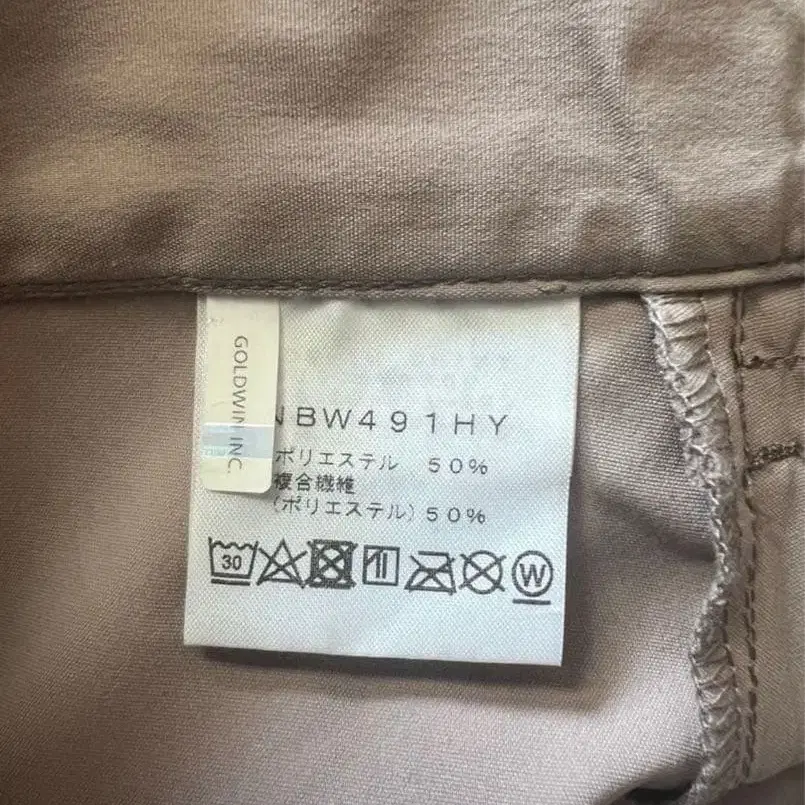 GOLDWIN INC.
NBW491HY
ポリエステル 50%
複合繊維
(ポリエステル) 50%
30
W